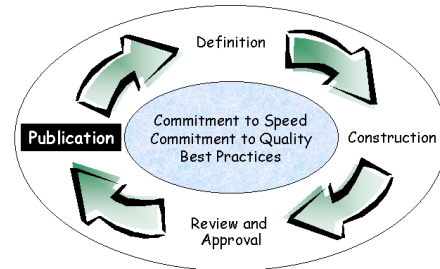 Definition
Construction
Review and
Approval
Publication
Commitment to Speed
Commitment to Quality
Best Practices